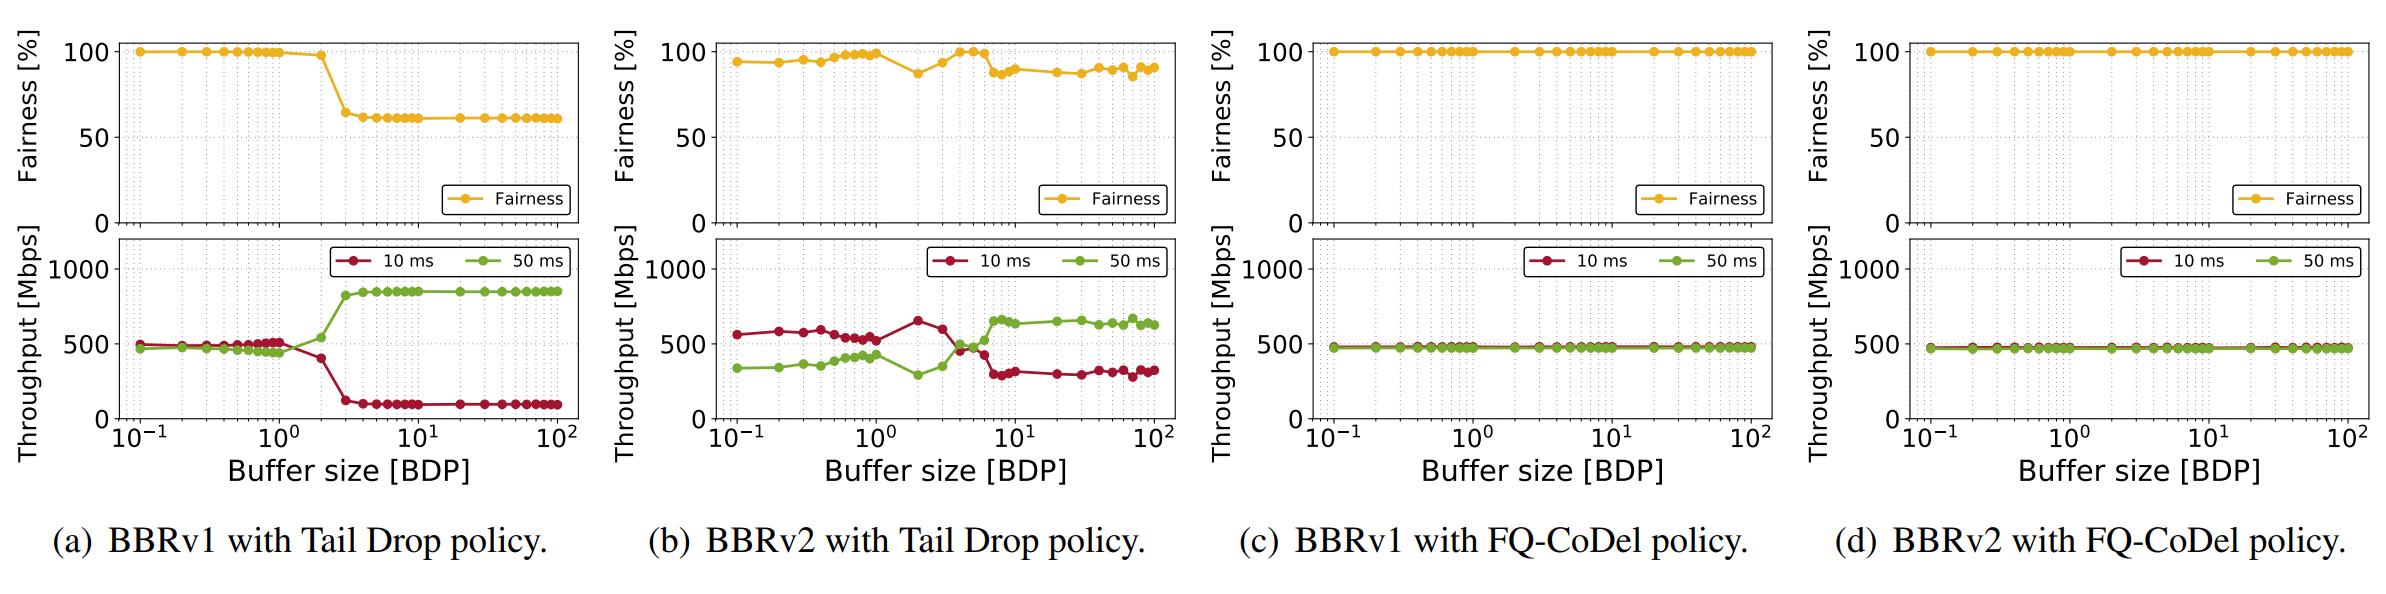 Fairness [%]
100
50
0
Fairness
Throughput [Mbps]
1000
500
0
10 ms
50 ms
10⁻¹
10⁰
10¹
10²
Buffer size [BDP]
(a) BBRv1 with Tail Drop policy.
Fairness [%]
100
50
0
Fairness
Throughput [Mbps]
1000
500
0
10 ms
50 ms
10⁻¹
10⁰
10¹
10²
Buffer size [BDP]
(b) BBRv2 with Tail Drop policy.
Fairness [%]
100
50
0
Fairness
Throughput [Mbps]
1000
500
0
10 ms
50 ms
10⁻¹
10⁰
10¹
10²
Buffer size [BDP]
(c) BBRv1 with FQ-CoDel policy.
Fairness [%]
100
50
0
Fairness
Throughput [Mbps]
1000
500
0
10 ms
50 ms
10⁻¹
10⁰
10¹
10²
Buffer size [BDP]
(d) BBRv2 with FQ-CoDel policy.